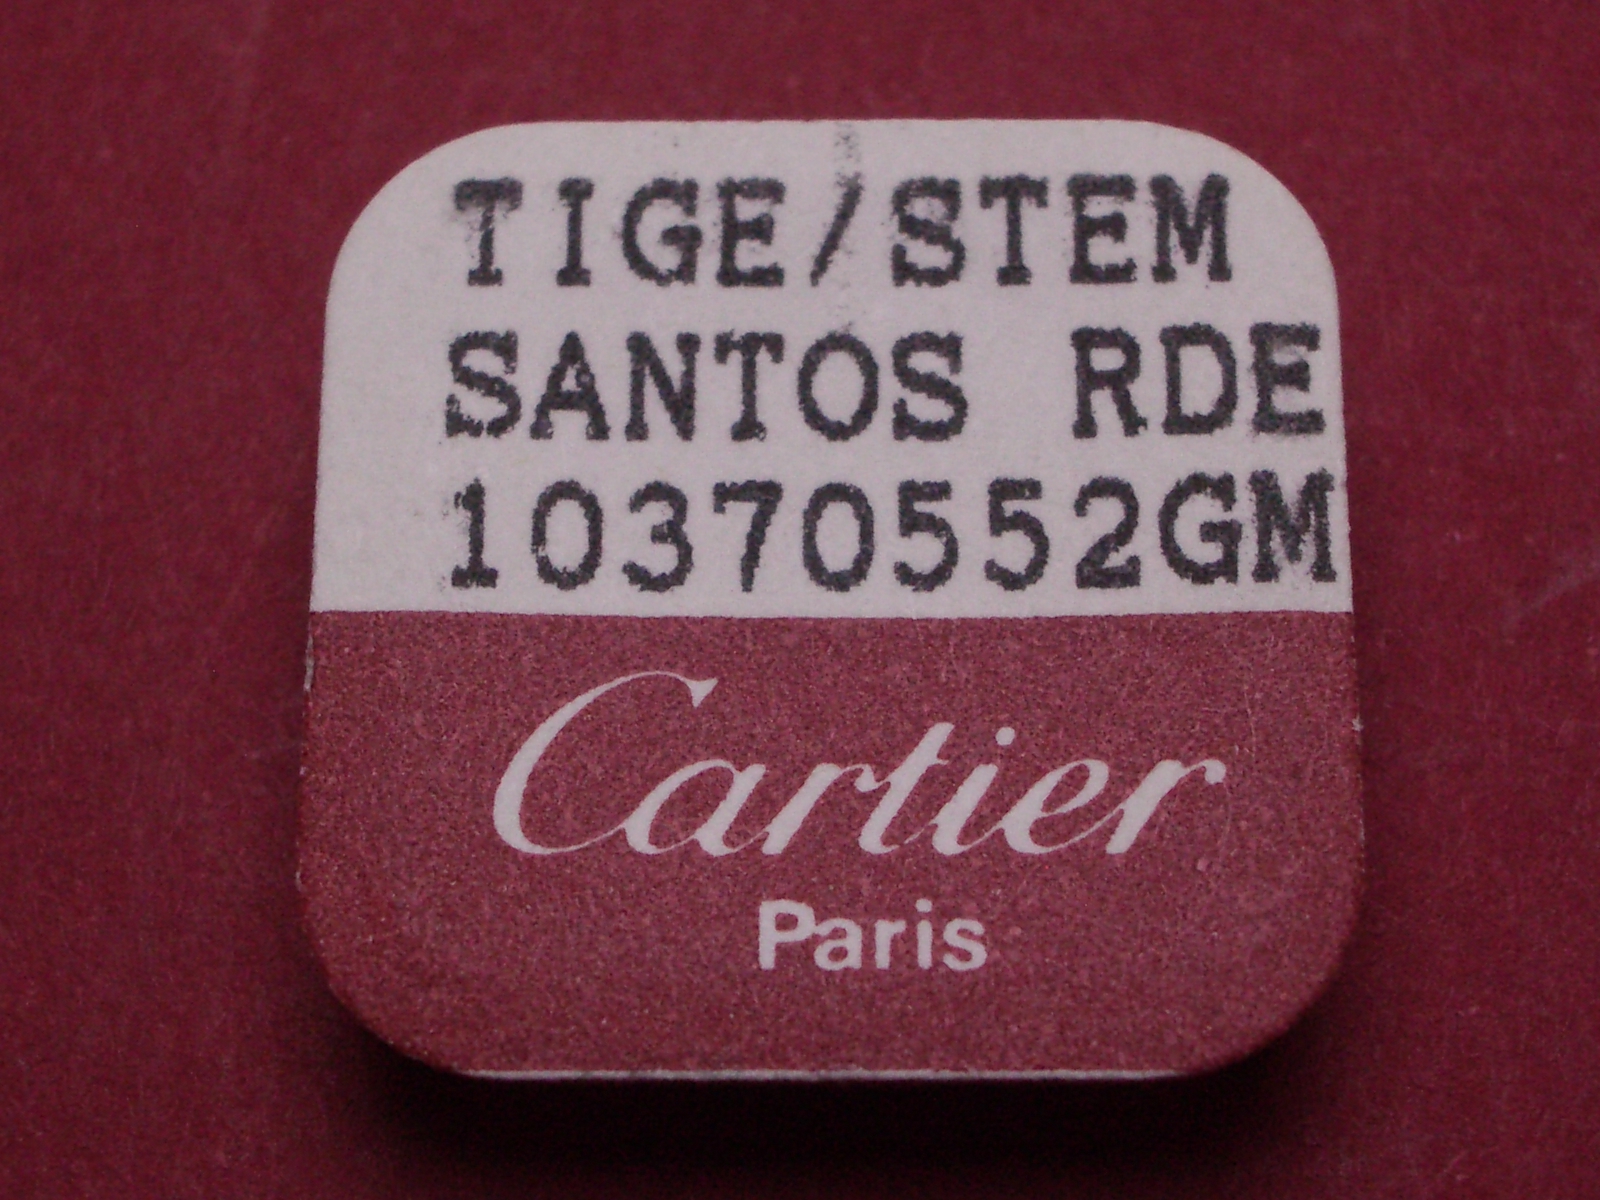 TIGE/STEM
SANTOS RDE
10370552GM
Cartier
Paris